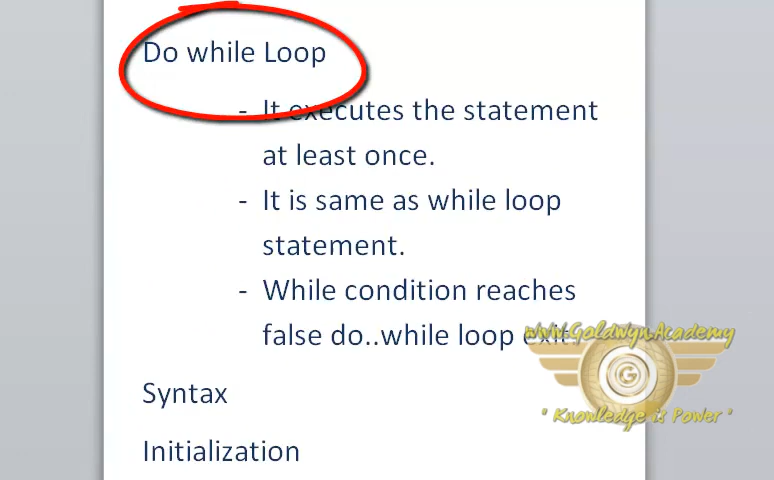 Do while Loop
- It executes the statement
at least once.
- It is same as while loop
statement.
- While condition reaches
false do..while loop exit.
www.GoldwynAcademy
G
" Knowledge is Power "
Syntax
Initialization